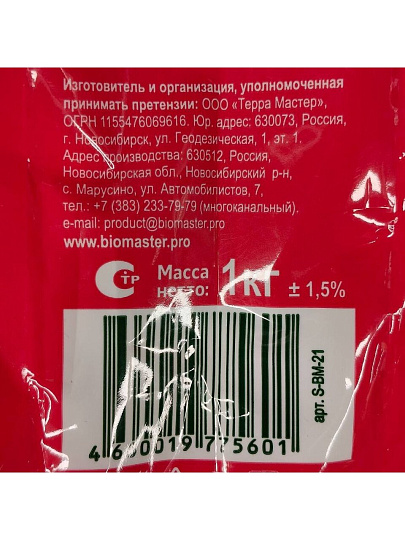 Изготовитель и организация, уполномоченная
принимать претензии: ООО «Терра Мастер»,
ОГРН 1155476069616. Юр. адрес: 630073, Россия,
г. Новосибирск, ул. Геодезическая, 1, эт. 1.
Адрес производства: 630512, Россия,
Новосибирская обл., Новосибирский р-н,
с. Марусино, ул. Автомобилистов, 7,
тел.: +7 (383) 233-79-79 (многоканальный).
e-mail: product@biomaster.pro
www.biomaster.pro
СТР
Масса
нетто: 1кг ± 1,5%
арт. S-BM-21
4 660019 775601